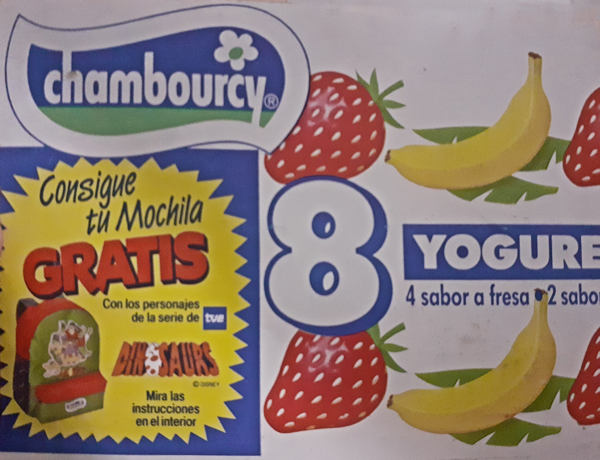 chambourcy®
Consigue
tu Mochila
GRATIS
Con los personajes
de la serie de tve
DINOSAURS
© DISNEY
Mira las
instrucciones
en el interior
8
YOGURE
4 sabor a fresa • 2 sabo